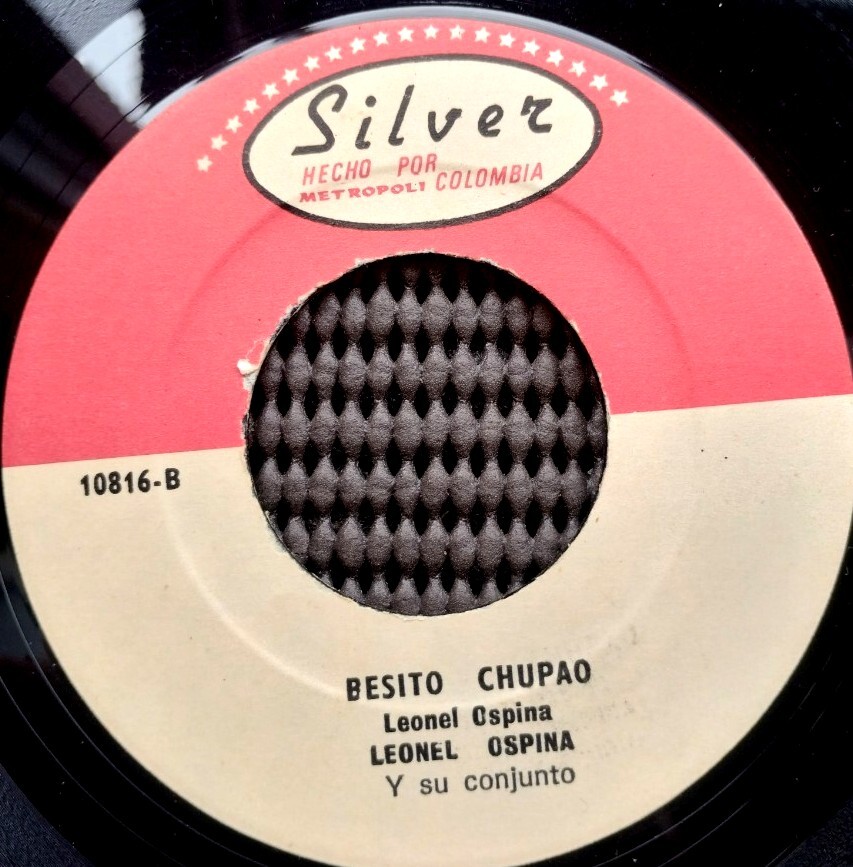 Silver
HECHO POR
METROPOLI COLOMBIA
10816-B
BESITO CHUPAO
Leonel Ospina
LEONEL OSPINA
Y su conjunto